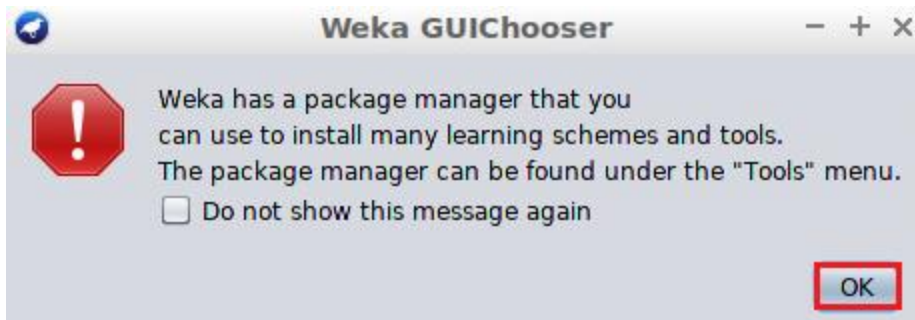 Weka GUIChooser
Weka has a package manager that you
can use to install many learning schemes and tools.
The package manager can be found under the "Tools" menu.
Do not show this message again
OK